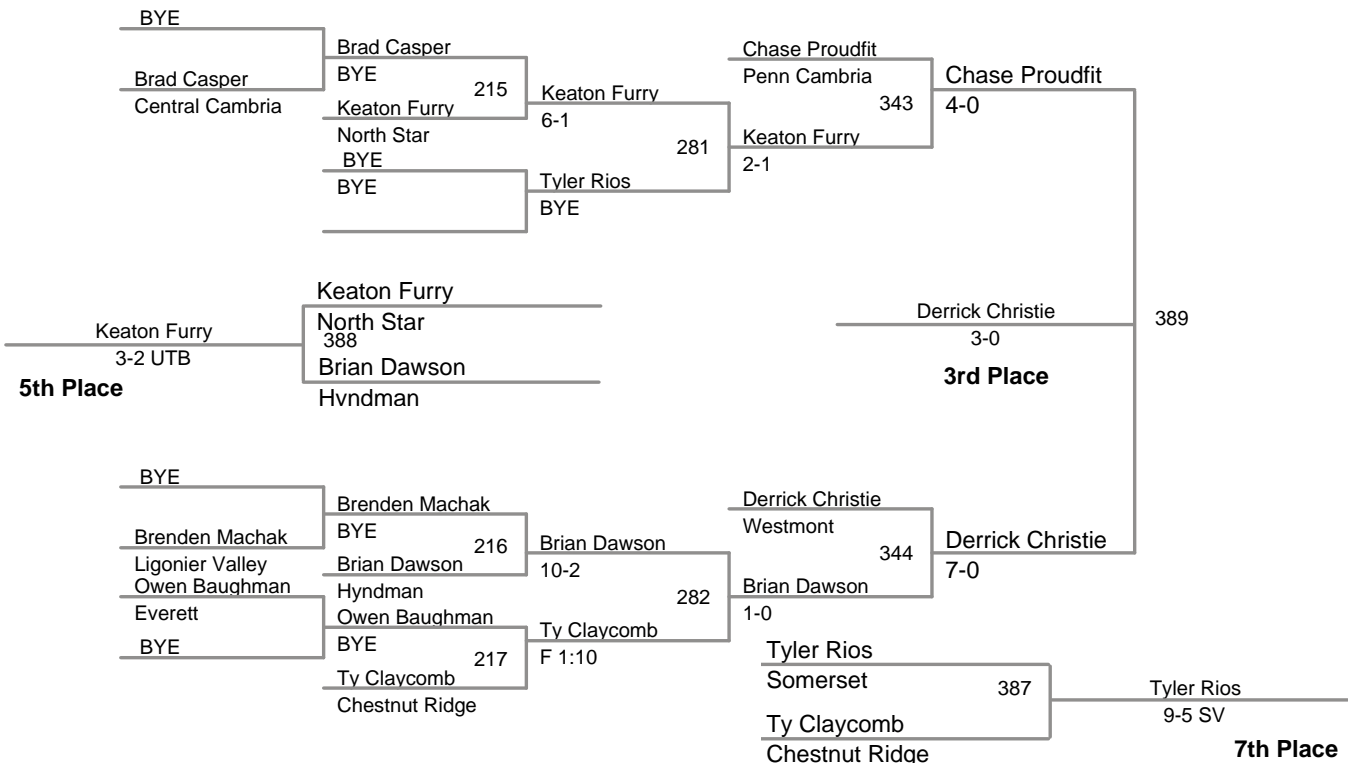 BYE
Brad Casper
Central Cambria
Brad Casper
BYE
215
Keaton Furry
North Star
BYE
BYE
Keaton Furry
6-1
281
Tyler Rios
BYE
Chase Proudfit
Penn Cambria
343
Keaton Furry
2-1
Chase Proudfit
4-0
Keaton Furry
3-2 UTB
5th Place
Keaton Furry
North Star
388
Brian Dawson
Hyndman
Derrick Christie
3-0
3rd Place
389
BYE
Brenden Machak
Ligonier Valley
Owen Baughman
Everett
BYE
Brenden Machak
BYE
216
Brian Dawson
Hyndman
Owen Baughman
BYE
217
Ty Claycomb
Chestnut Ridge
Brian Dawson
10-2
282
Ty Claycomb
F 1:10
Derrick Christie
Westmont
344
Brian Dawson
1-0
Derrick Christie
7-0
Tyler Rios
Somerset
387
Ty Claycomb
Chestnut Ridge
Tyler Rios
9-5 SV
7th Place